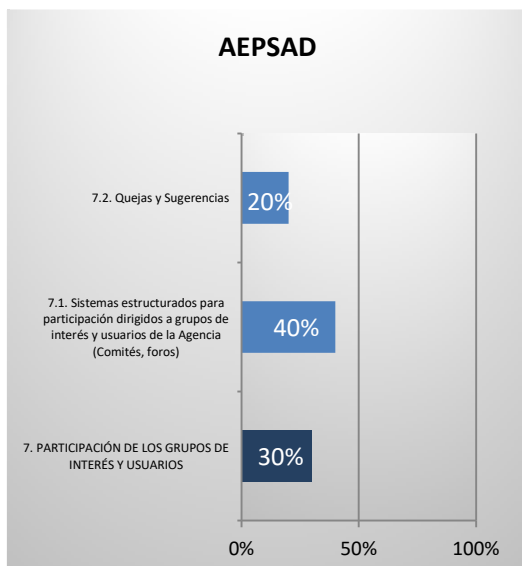 AEPSAD
7.2. Quejas y Sugerencias
20%
7.1. Sistemas estructurados para
participación dirigidos a grupos de
interés y usuarios de la Agencia
(Comités, foros)
40%
7. PARTICIPACIÓN DE LOS GRUPOS DE
INTERÉS Y USUARIOS
30%
0% 50% 100%